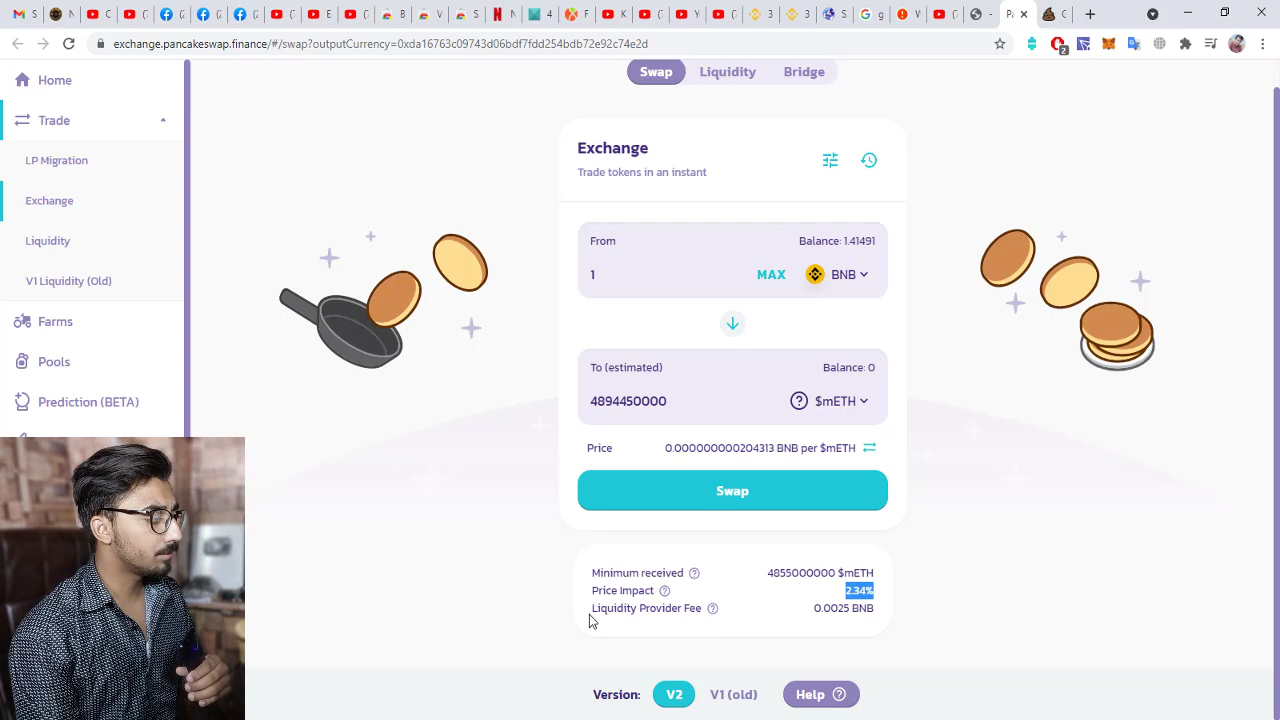 exchange.pancakeswap.finance/#/swap?outputCurrency=0xda16763d9743d06bdf7fdd254bdb72e92c74e2d
2
Home
Trade
LP Migration
Exchange
Liquidity
V1 Liquidity (Old)
Farms
Pools
Prediction (BETA)
Swap Liquidity Bridge
Exchange
Trade tokens in an instant
From Balance: 1.41491
1 MAX BNB
To (estimated) Balance: 0
4894450000 $mETH
Price 0.000000000204313 BNB per $mETH
Swap
Minimum received 4855000000 $mETH
Price Impact 2.34%
Liquidity Provider Fee 0.0025 BNB
Version: V2 V1 (old) Help